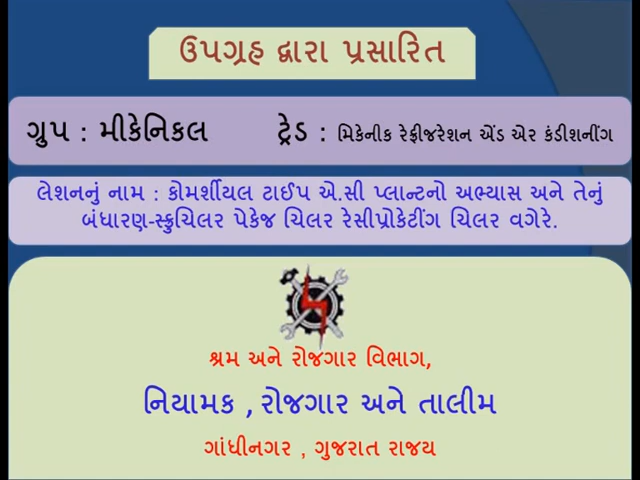 ઉપગ્રહ દ્વારા પ્રસારિત
ગ્રુપ : મીકેનિકલ ટ્રેડ : મિકેનીક રેફ્રીજરેશન એંડ એર કંડીશનીંગ
લેશનનું નામ : કોમર્શીયલ ટાઈપ એ.સી પ્લાન્ટનો અભ્યાસ અને તેનું
બંધારણ-સ્ક્રુચિલર પેકેજ ચિલર રેસીપ્રોકેટીંગ ચિલર વગેરે.
શ્રમ અને રોજગાર વિભાગ,
નિયામક , રોજગાર અને તાલીમ
ગાંધીનગર , ગુજરાત રાજય